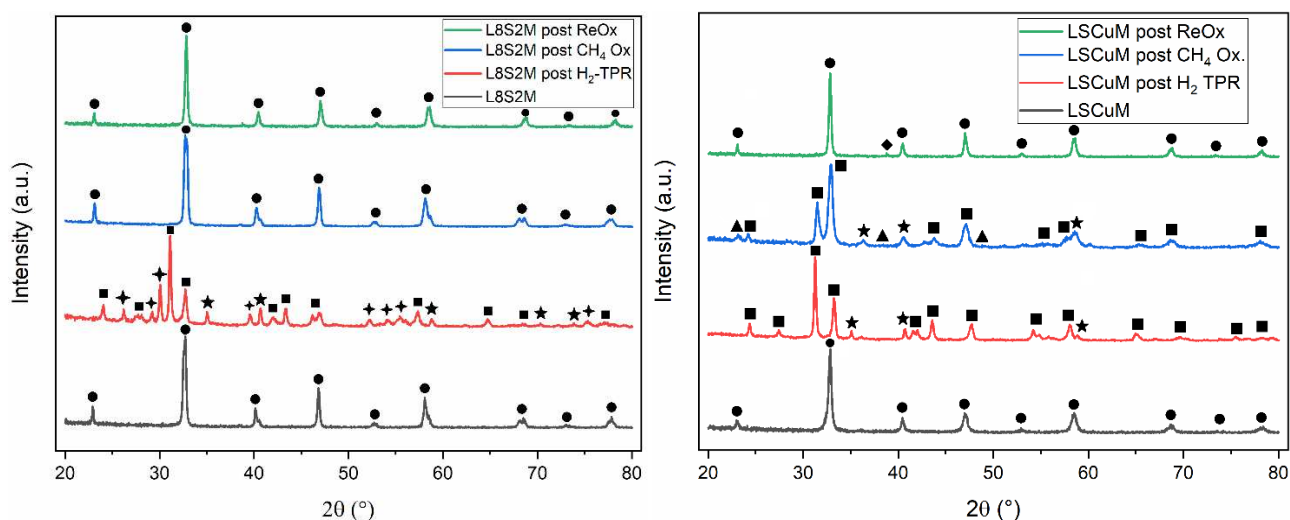 L8S2M post ReOx
L8S2M post CH₄ Ox
L8S2M post H₂-TPR
L8S2M
Intensity (a.u.)
20 30 40 50 60 70 80
2θ (°)
LSCuM post ReOx
LSCuM post CH₄ Ox.
LSCuM post H₂ TPR
LSCuM
Intensity (a.u.)
20 30 40 50 60 70 80
2θ (°)